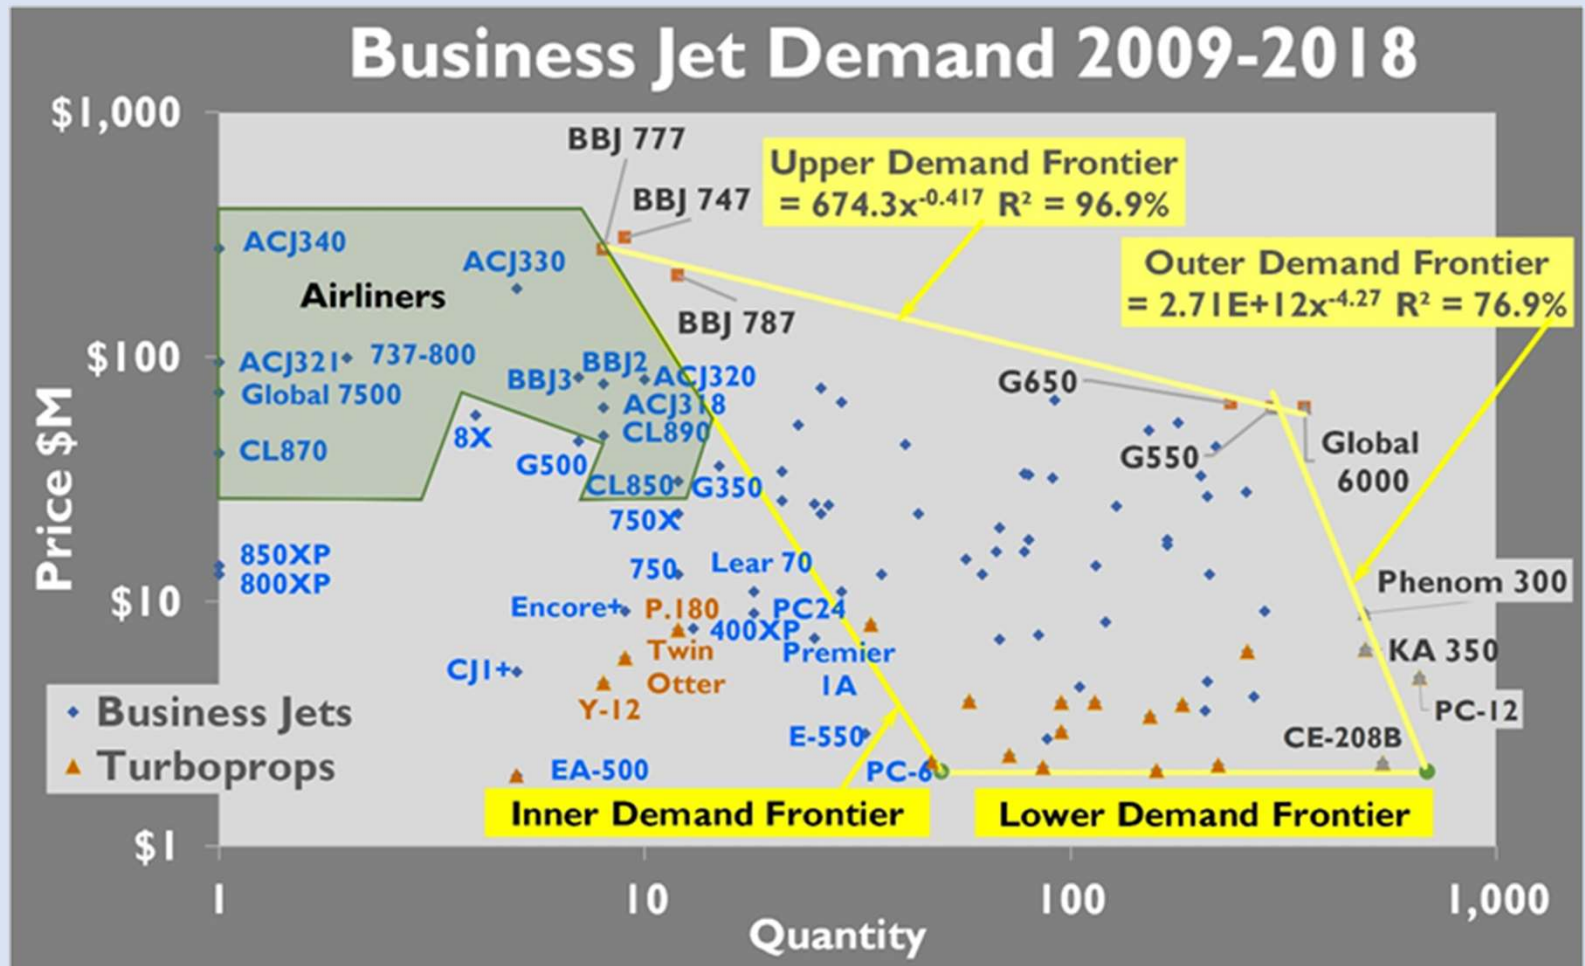 Business Jet Demand 2009-2018
$1,000
$100
$10
$1
Price $M
BBJ 777
BBJ 747
BBJ 787
Upper Demand Frontier
= 674.3x^-0.417 R² = 96.9%
Outer Demand Frontier
= 2.71E+12x^-4.27 R² = 76.9%
ACJ340
ACJ330
Airliners
ACJ321
737-800
BBJ3
BBJ2
ACJ320
Global 7500
ACJ318
8X
CL890
CL870
G500
CL850
G350
750X
G650
G550
Global
6000
850XP
800XP
750
Lear 70
Encore+
P.180
PC24
400XP
Twin
Otter
Premier
1A
CJ1+
Y-12
E-550
EA-500
PC-6
Phenom 300
KA 350
PC-12
CE-208B
Business Jets
Turboprops
Inner Demand Frontier
Lower Demand Frontier
1
10
100
1,000
Quantity